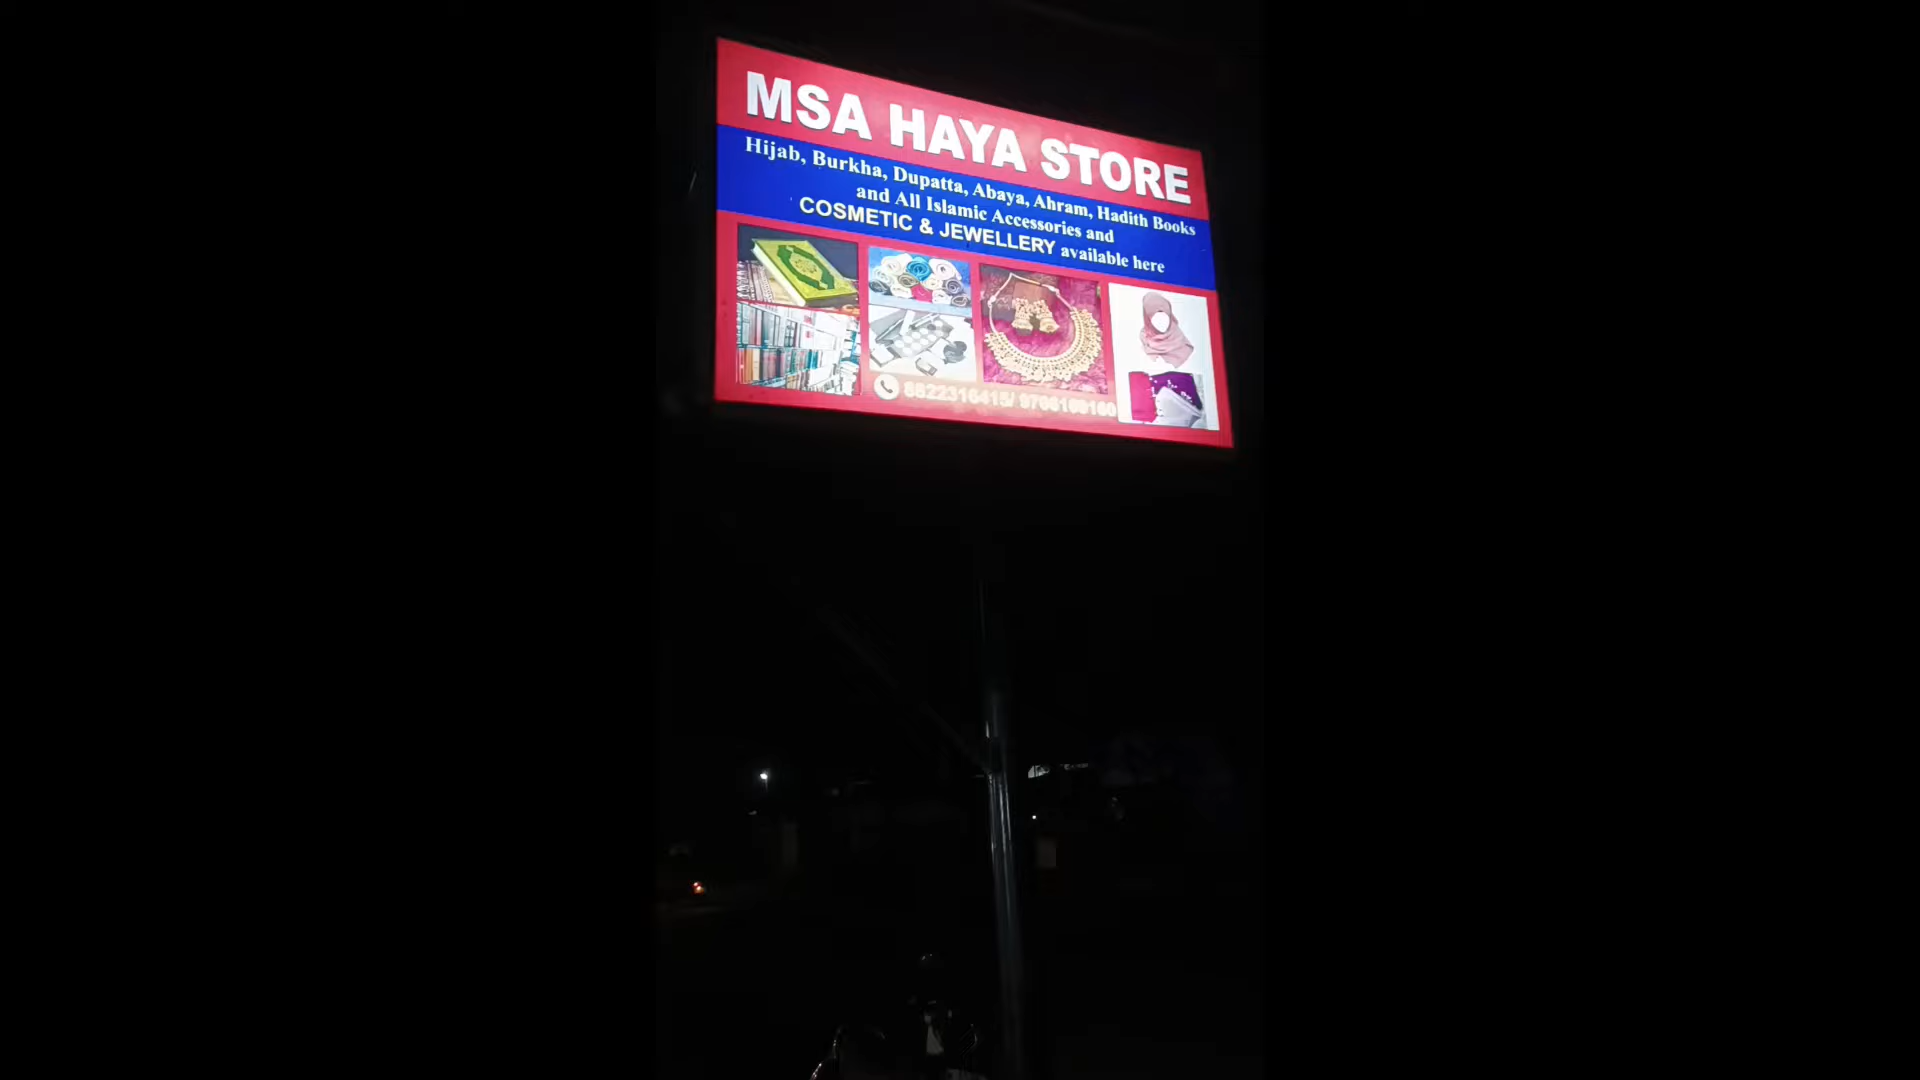 MSA HAYA STORE
Hijab, Burkha, Dupatta, Abaya, Ahram, Hadith Books
and All Islamic Accessories and
COSMETIC & JEWELLERY available here